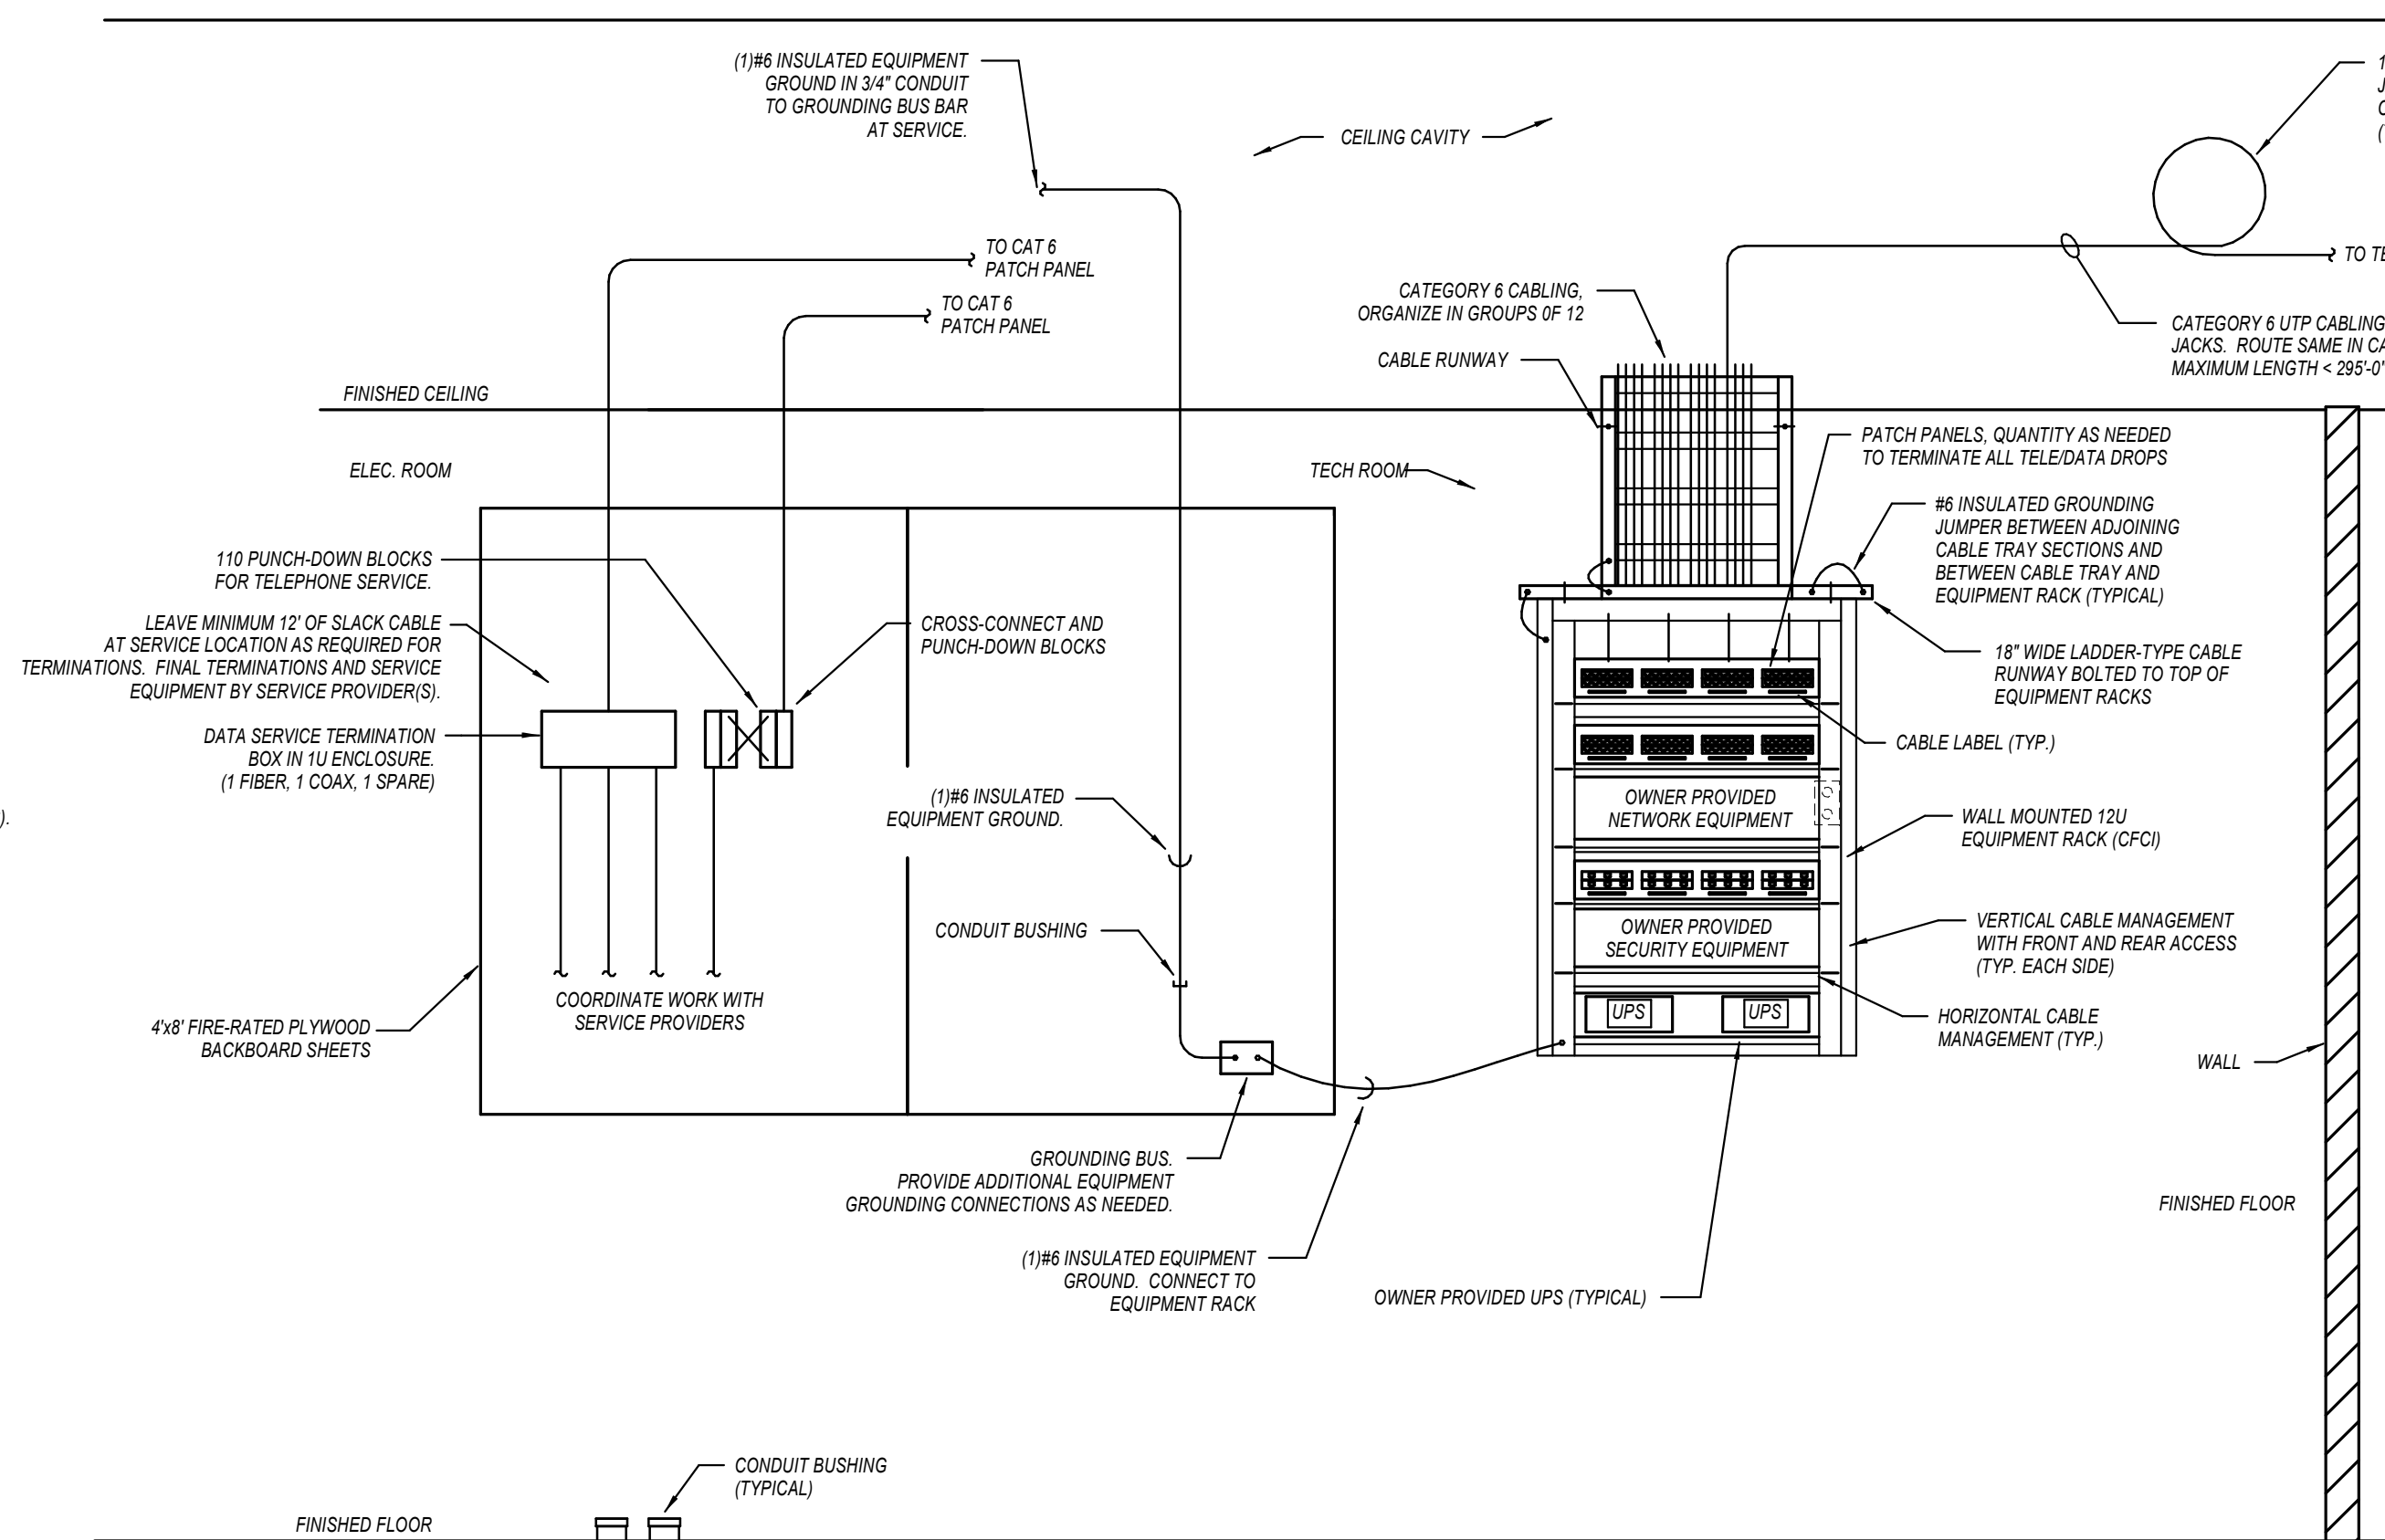 (1)#6 INSULATED EQUIPMENT
GROUND IN 3/4" CONDUIT
TO GROUNDING BUS BAR
AT SERVICE.
CEILING CAVITY
TO CAT 6
PATCH PANEL
TO CAT 6
PATCH PANEL
CATEGORY 6 CABLING,
ORGANIZE IN GROUPS 0F 12
CABLE RUNWAY
TO
CATEGORY 6 UTP CABLING
JACKS. ROUTE SAME IN
MAXIMUM LENGTH < 295'-0"
FINISHED CEILING
ELEC. ROOM
TECH ROOM
PATCH PANELS, QUANTITY AS NEEDED
TO TERMINATE ALL TELE/DATA DROPS
#6 INSULATED GROUNDING
JUMPER BETWEEN ADJOINING
CABLE TRAY SECTIONS AND
BETWEEN CABLE TRAY AND
EQUIPMENT RACK (TYPICAL)
110 PUNCH-DOWN BLOCKS
FOR TELEPHONE SERVICE.
LEAVE MINIMUM 12' OF SLACK CABLE
AT SERVICE LOCATION AS REQUIRED FOR
TERMINATIONS. FINAL TERMINATIONS AND SERVICE
EQUIPMENT BY SERVICE PROVIDER(S).
CROSS-CONNECT AND
PUNCH-DOWN BLOCKS
18" WIDE LADDER-TYPE CABLE
RUNWAY BOLTED TO TOP OF
EQUIPMENT RACKS
DATA SERVICE TERMINATION
BOX IN 1U ENCLOSURE.
(1 FIBER, 1 COAX, 1 SPARE)
CABLE LABEL (TYP.)
).
(1)#6 INSULATED
EQUIPMENT GROUND.
OWNER PROVIDED
NETWORK EQUIPMENT
WALL MOUNTED 12U
EQUIPMENT RACK (CFCI)
CONDUIT BUSHING
OWNER PROVIDED
SECURITY EQUIPMENT
VERTICAL CABLE MANAGEMENT
WITH FRONT AND REAR ACCESS
(TYP. EACH SIDE)
COORDINATE WORK WITH
SERVICE PROVIDERS
UPS
UPS
4'x8' FIRE-RATED PLYWOOD
BACKBOARD SHEETS
HORIZONTAL CABLE
MANAGEMENT (TYP.)
WALL
GROUNDING BUS.
PROVIDE ADDITIONAL EQUIPMENT
GROUNDING CONNECTIONS AS NEEDED.
FINISHED FLOOR
(1)#6 INSULATED EQUIPMENT
GROUND. CONNECT TO
EQUIPMENT RACK
OWNER PROVIDED UPS (TYPICAL)
CONDUIT BUSHING
(TYPICAL)
FINISHED FLOOR